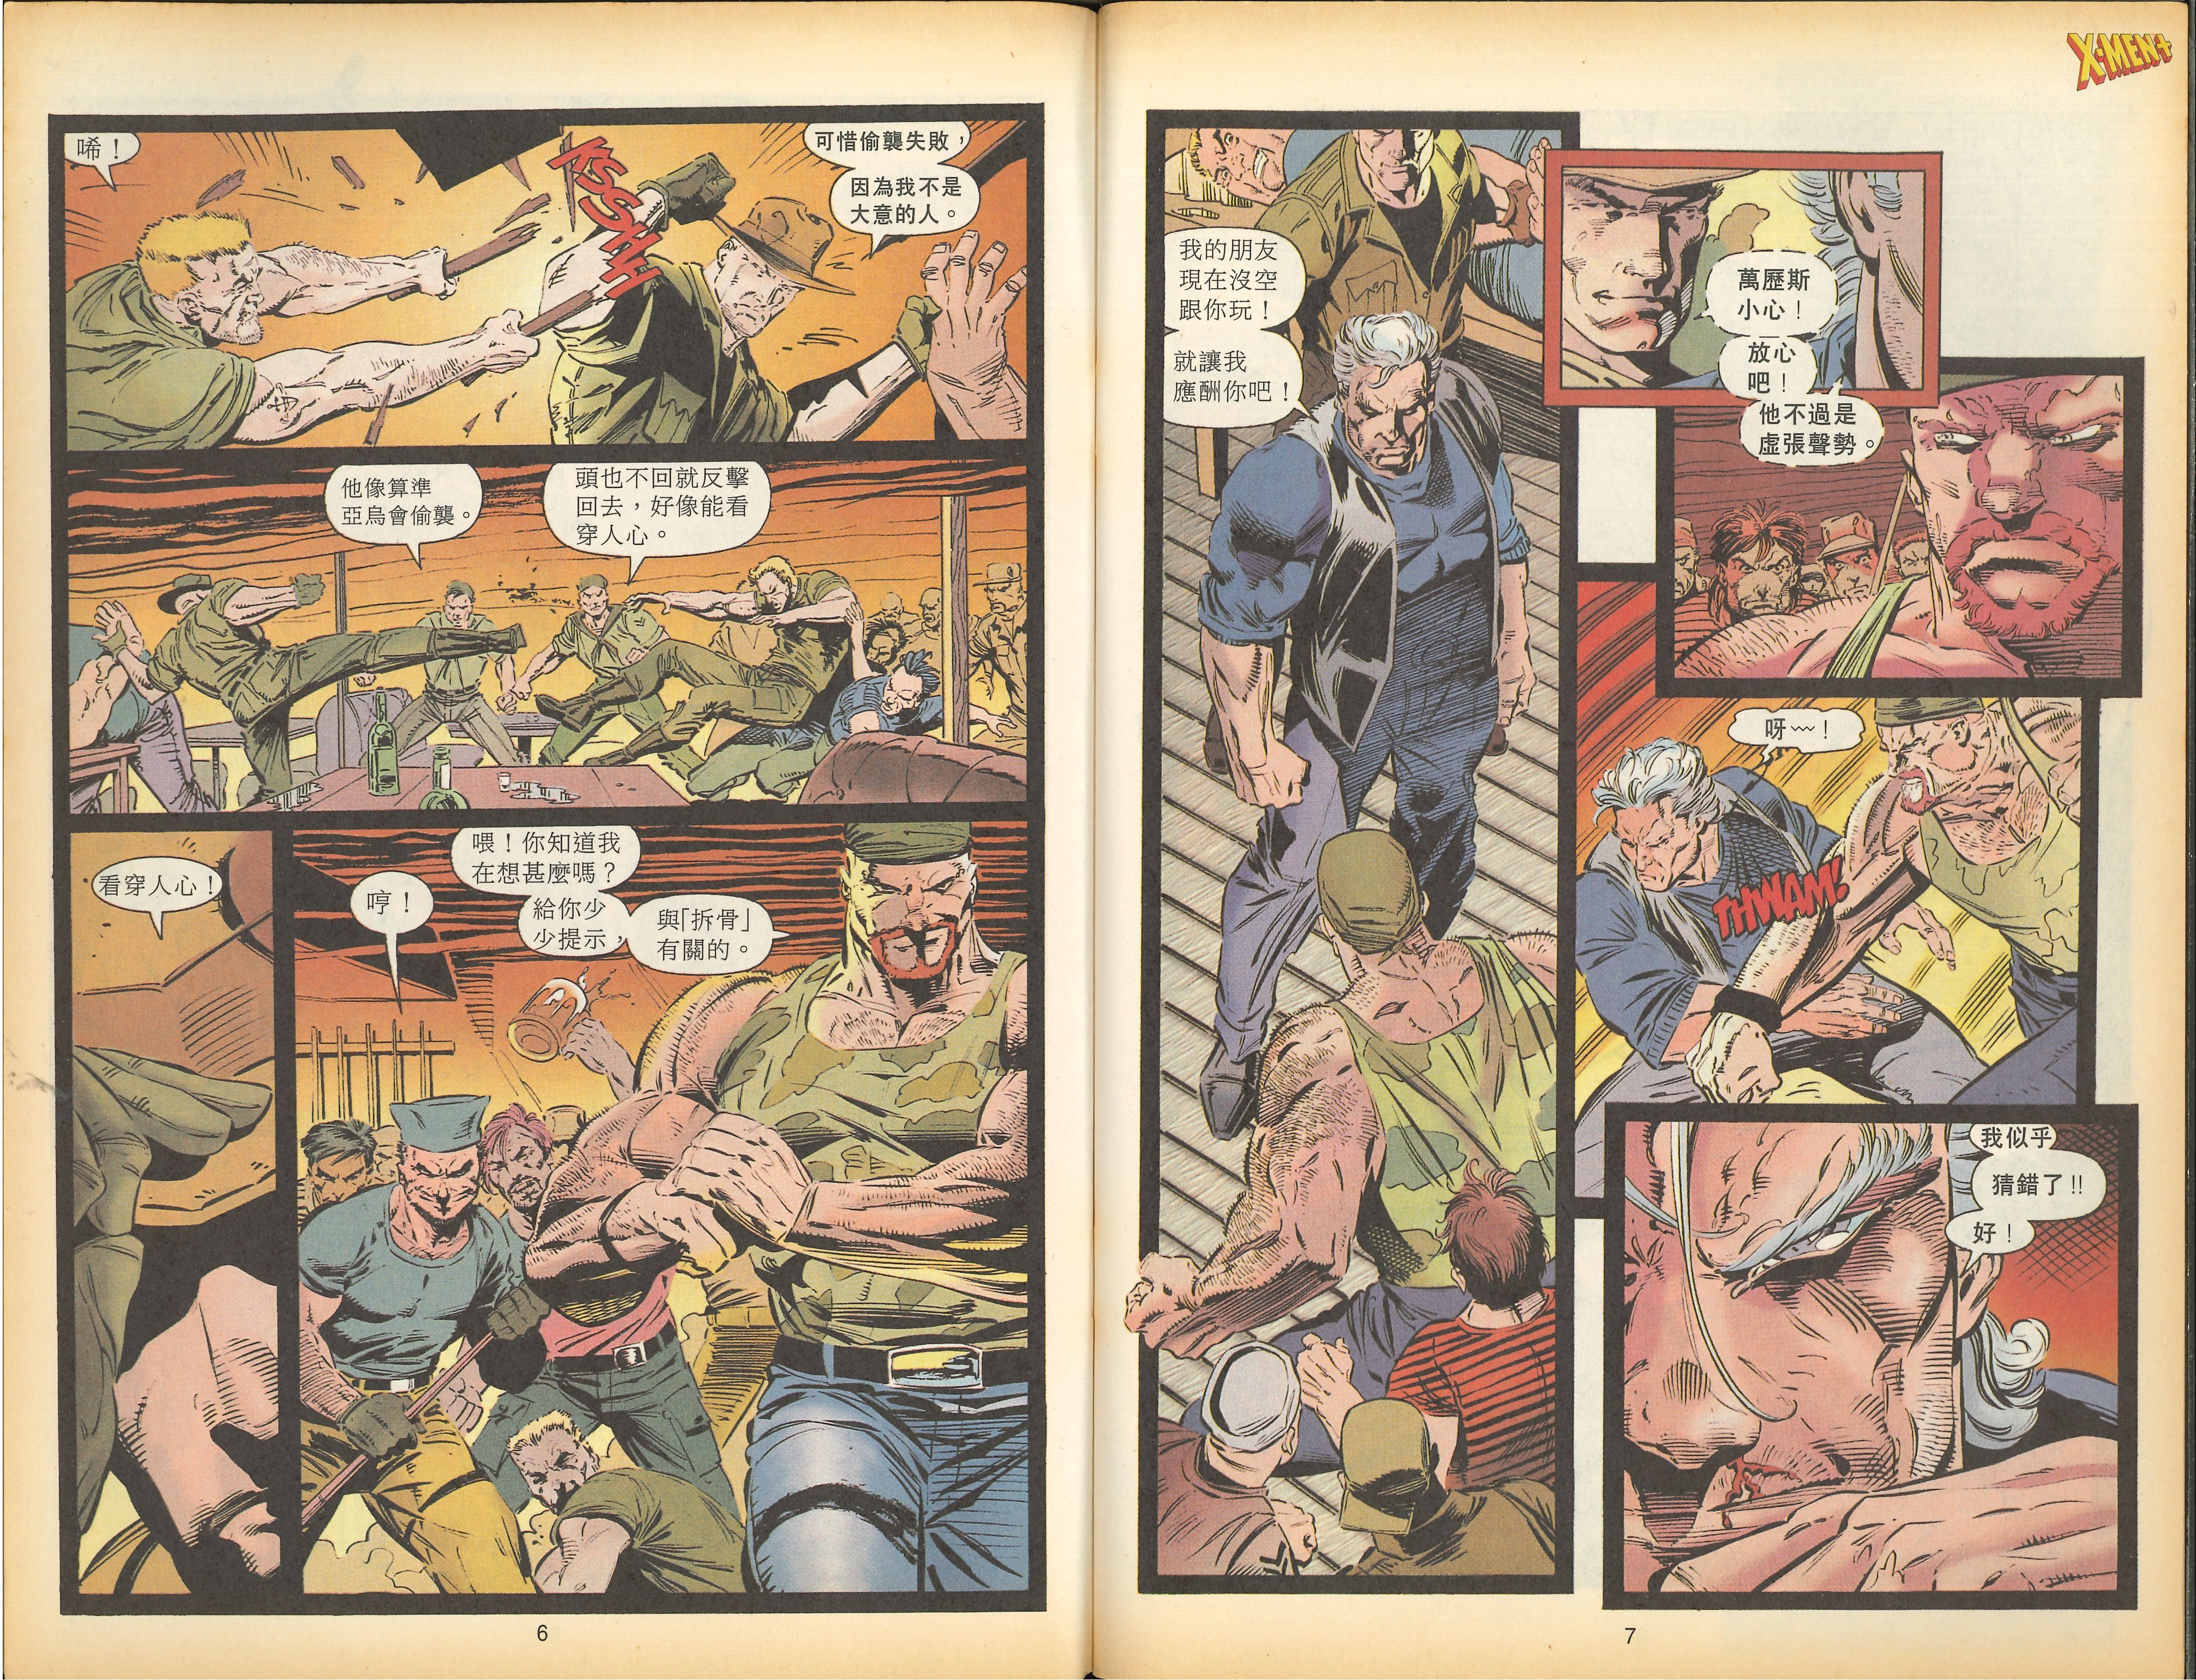 唏！
KSSSHH
可惜偷襲失敗，
因為我不是
大意的人。
他像算準
亞烏會偷襲。
頭也不回就反擊
回去，好像能看
穿人心。
看穿人心！
哼！
喂！你知道我
在想甚麼嗎？
給你少
少提示，
與「拆骨」
有關的。
6
X-MEN+
我的朋友
現在沒空
跟你玩！
就讓我
應酬你吧！
萬歷斯
小心！
放心
吧！
他不過是
虛張聲勢。
呀~~！
THWAM!
我似乎
猜錯了!!
好！
7